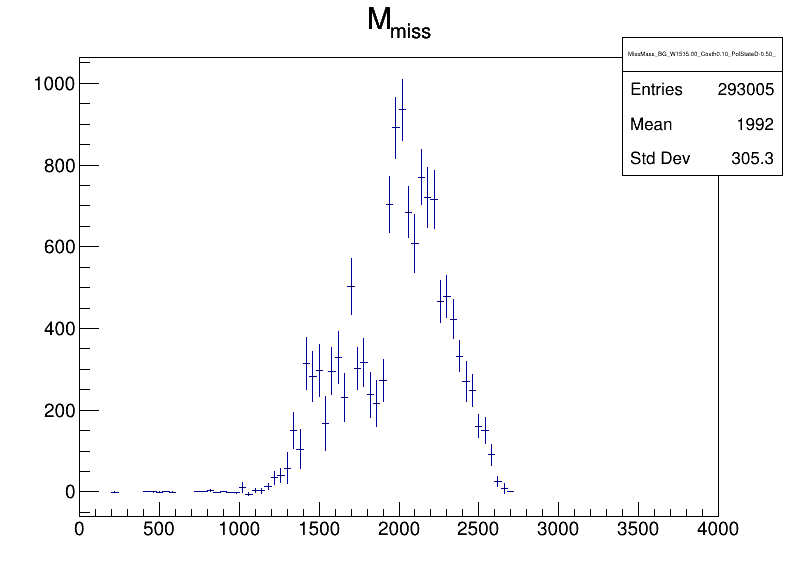 M_miss
MissMass_BG_W1535.00_Costh0.10_PolStateD-0.50_
Entries 293005
Mean 1992
Std Dev 305.3
1000
800
600
400
200
0
0 500 1000 1500 2000 2500 3000 3500 4000